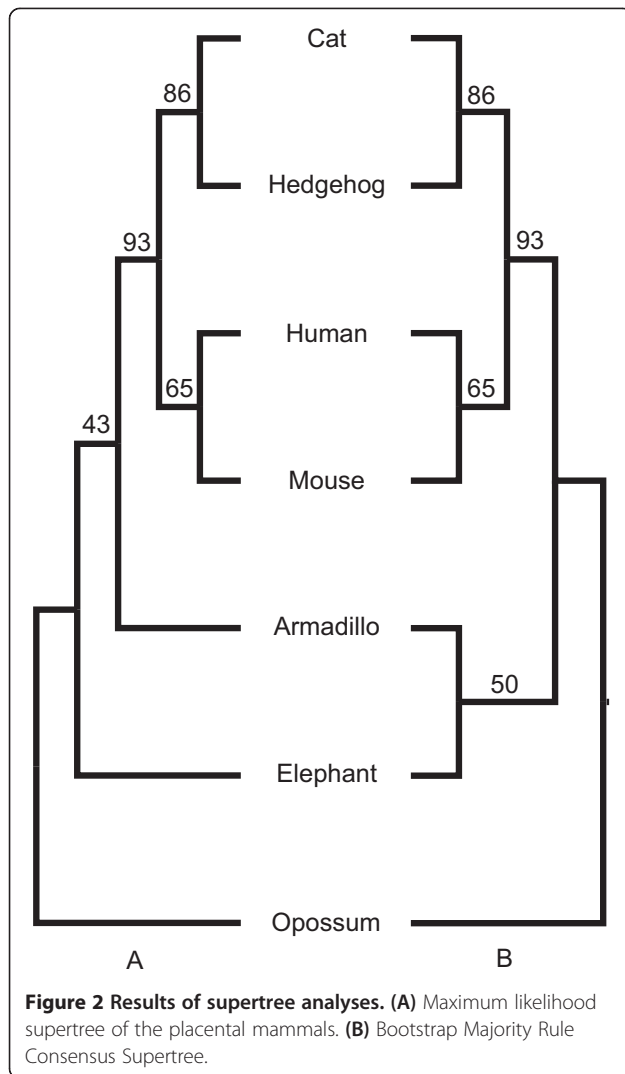 Cat
86
86
Hedgehog
93
93
Human
65
65
43
Mouse
Armadillo
50
Elephant
Opossum
A
B
Figure 2 Results of supertree analyses. (A) Maximum likelihood
supertree of the placental mammals. (B) Bootstrap Majority Rule
Consensus Supertree.